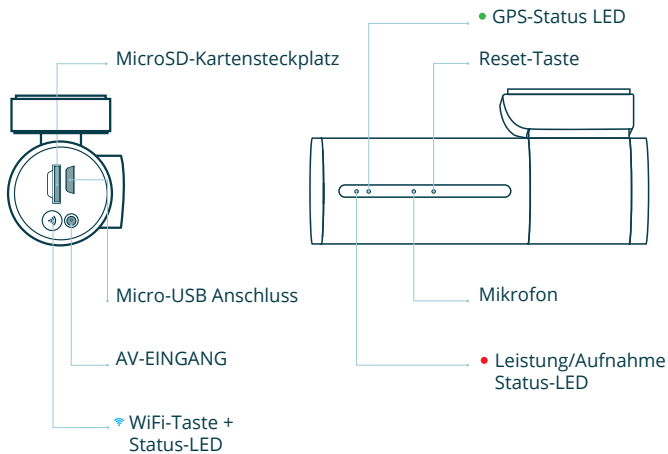 GPS-Status LED
MicroSD-Kartensteckplatz
Reset-Taste
Micro-USB Anschluss
Mikrofon
AV-EINGANG
Leistung/Aufnahme
Status-LED
WiFi-Taste +
Status-LED